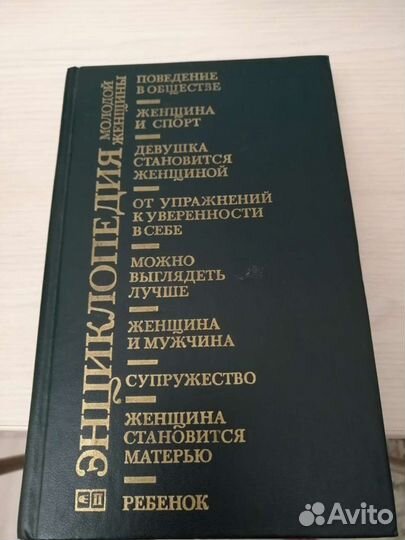 ЭНЦИКЛОПЕДИЯ
МОЛОДОЙ
ЖЕНЩИНЫ
ПОВЕДЕНИЕ
В ОБЩЕСТВЕ
ЖЕНЩИНА
И СПОРТ
ДЕВУШКА
СТАНОВИТСЯ
ЖЕНЩИНОЙ
ОТ УПРАЖНЕНИЙ
К УВЕРЕННОСТИ
В СЕБЕ
МОЖНО
ВЫГЛЯДЕТЬ
ЛУЧШЕ
ЖЕНЩИНА
И МУЖЧИНА
СУПРУЖЕСТВО
ЖЕНЩИНА
СТАНОВИТСЯ
МАТЕРЬЮ
РЕБЕНОК
Avito